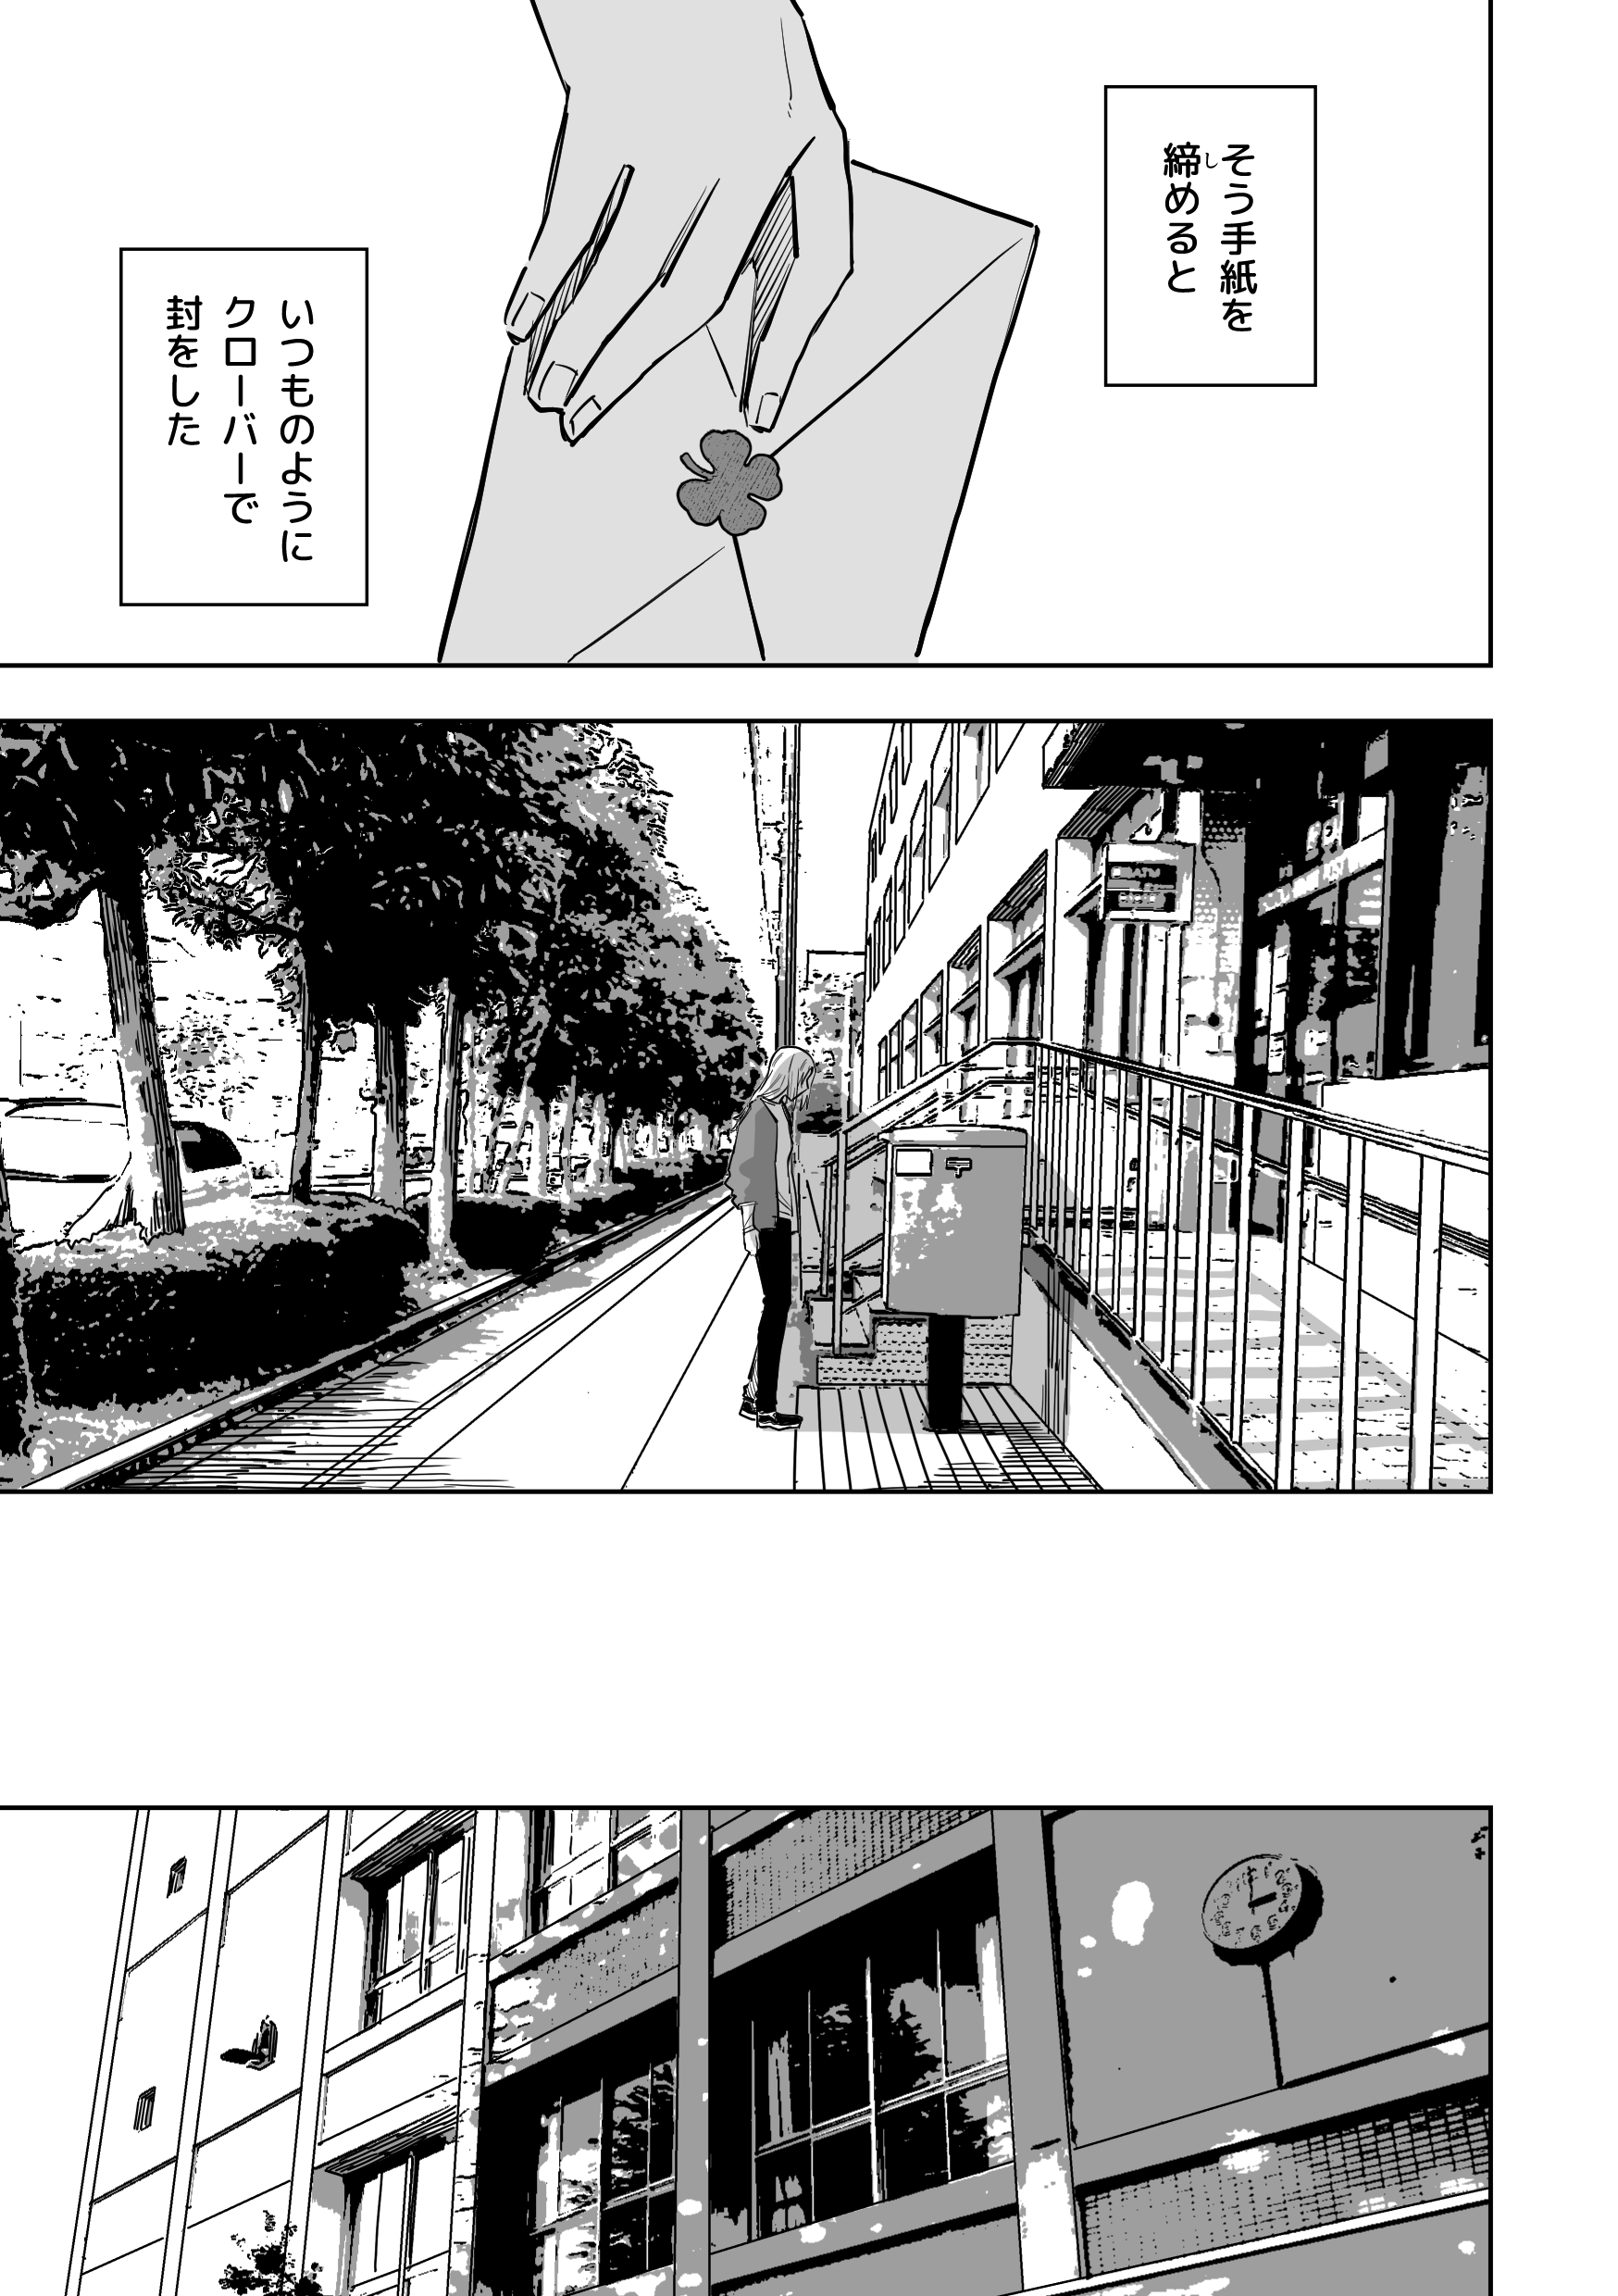 そう手紙を
締めると
し
いつものように
クローバーで
封をした
〒